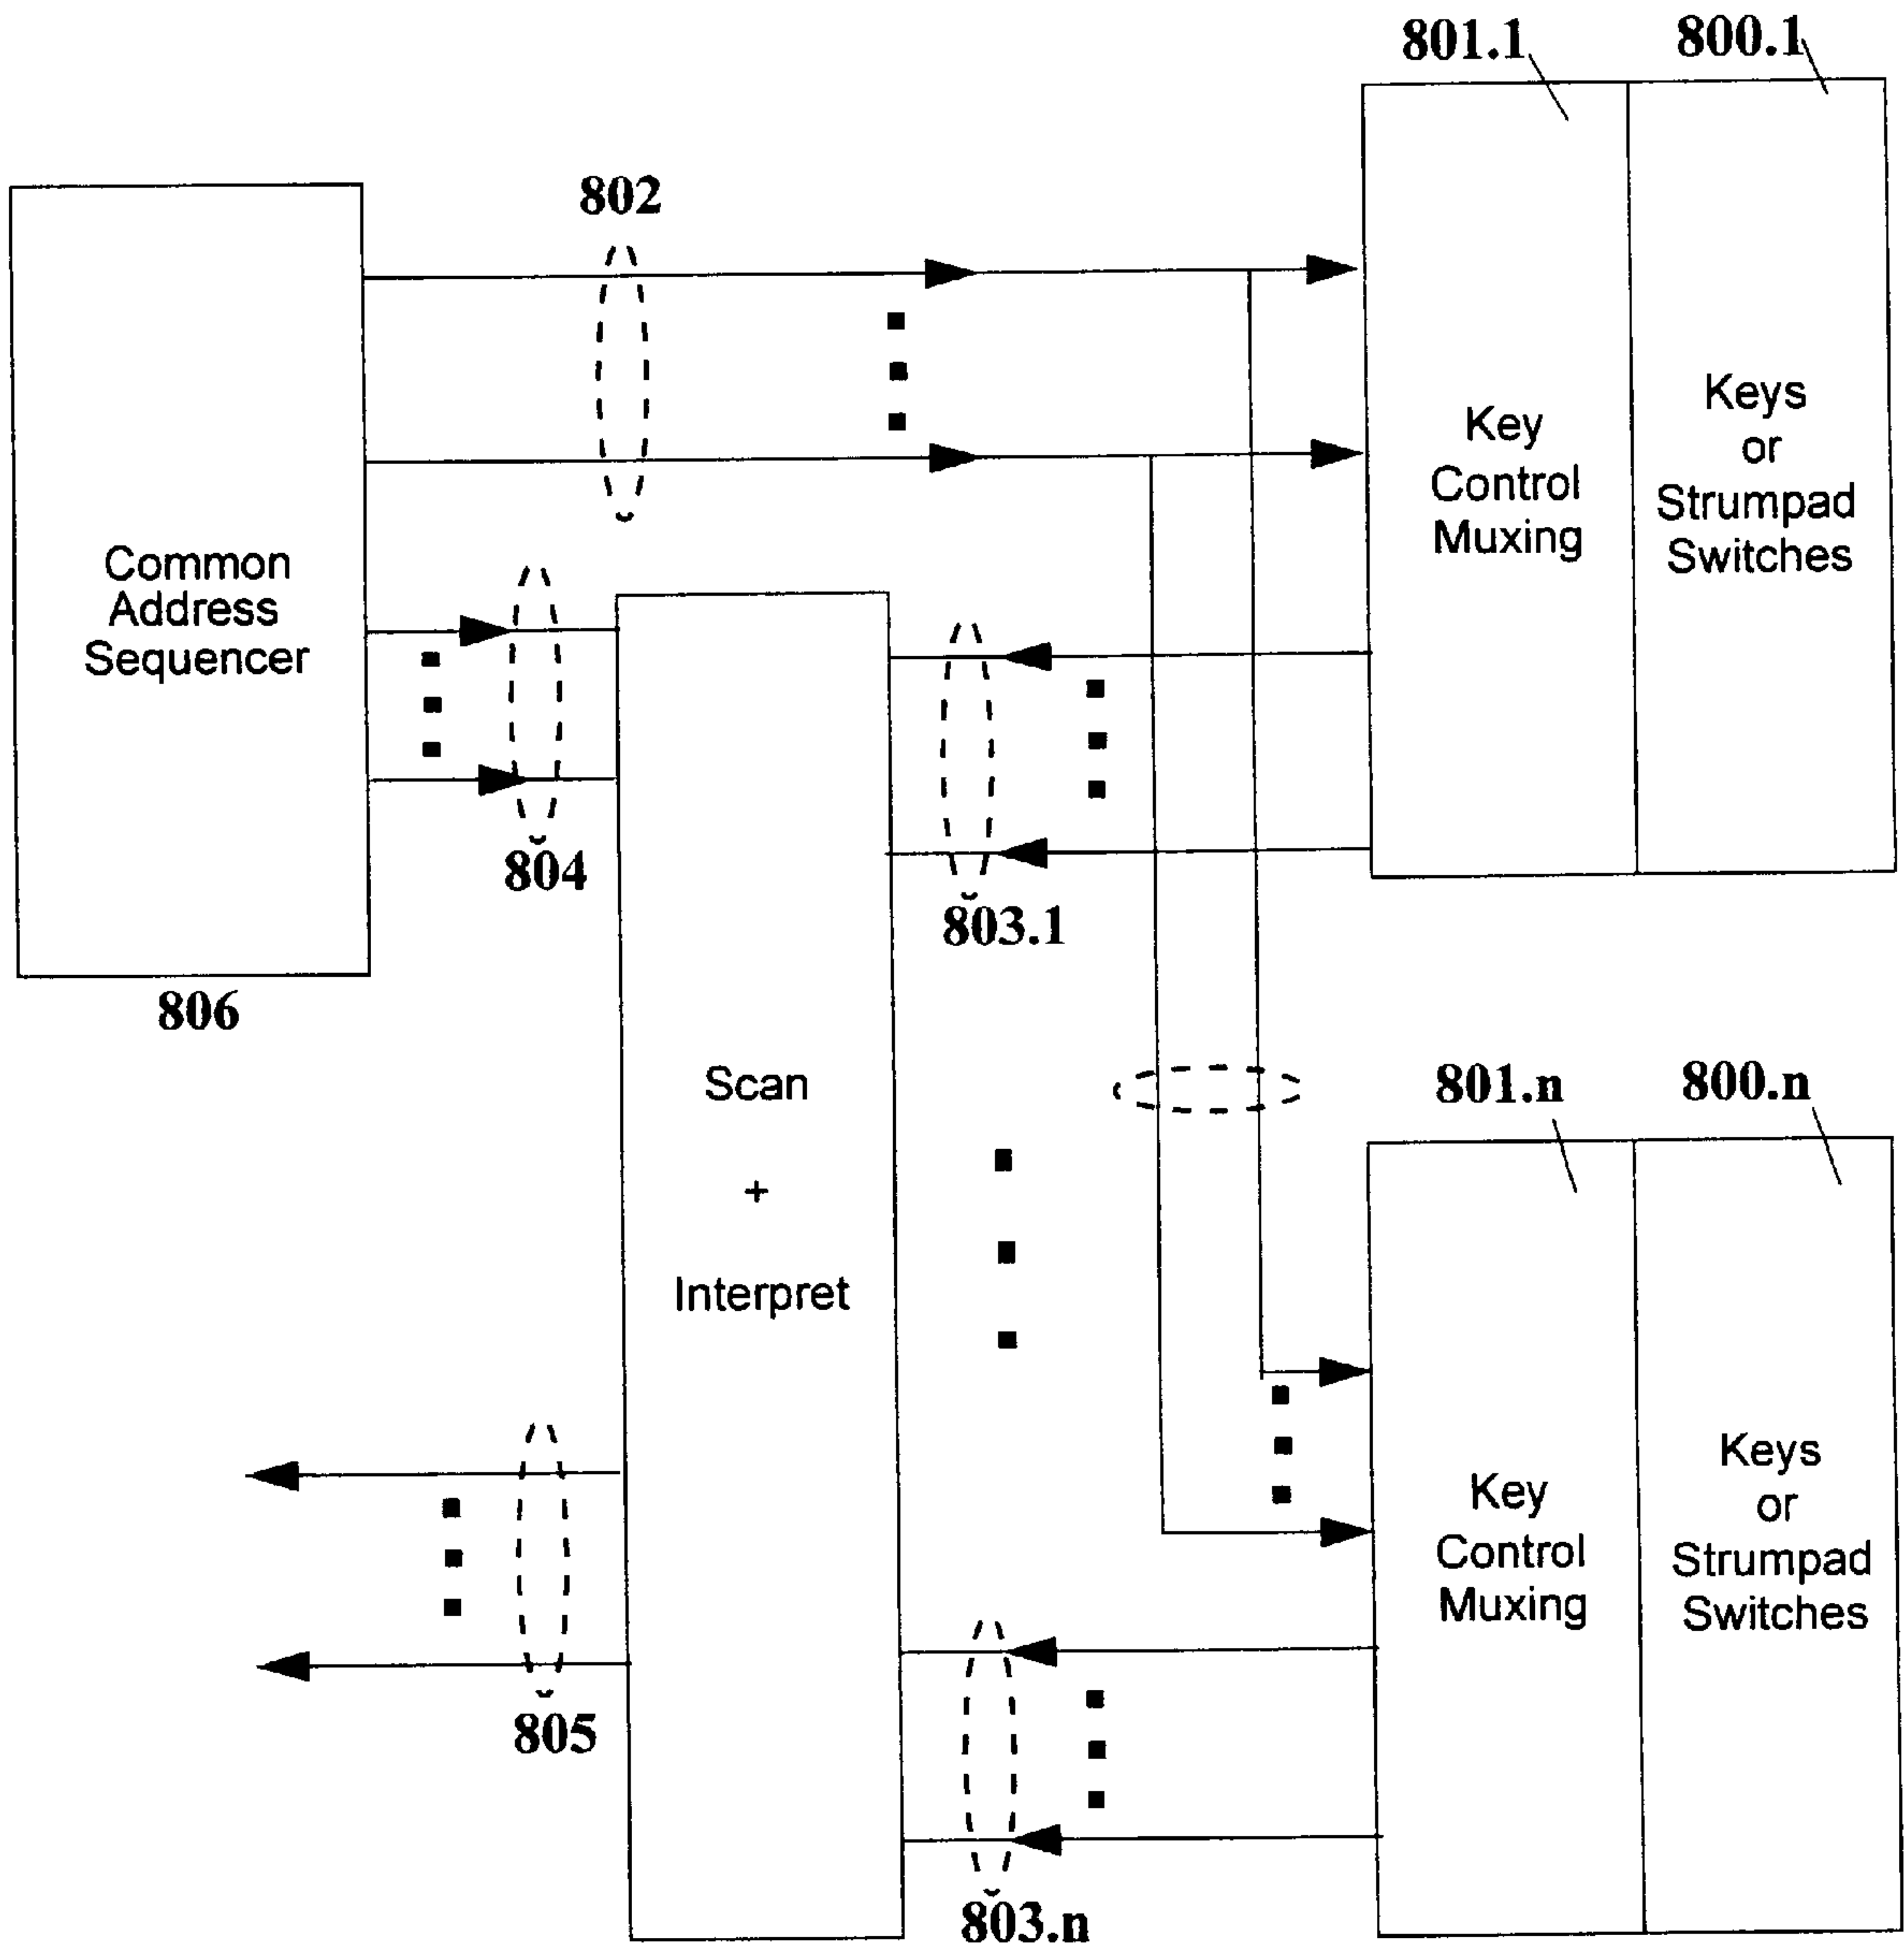 801.1
800.1
802
Key
Control
Muxing
Keys
or
Strumpad
Switches
Common
Address
Sequencer
804
803.1
806
Scan
+
Interpret
801.n
800.n
Key
Control
Muxing
Keys
or
Strumpad
Switches
805
803.n